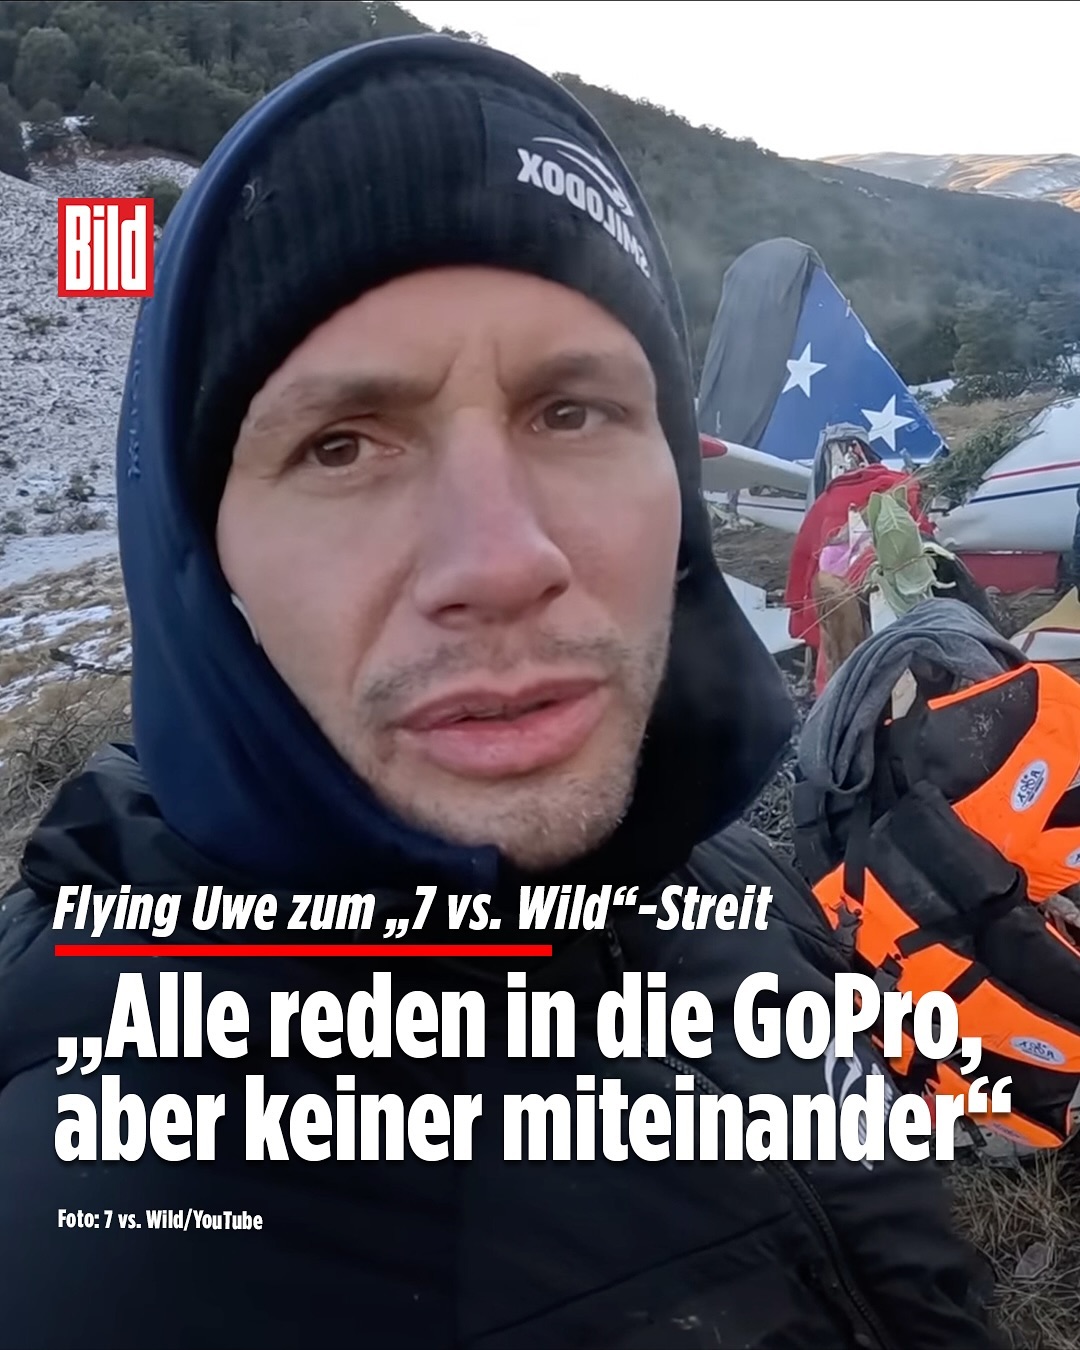 SMILODOX
Bild
Flying Uwe zum „7 vs. Wild“-Streit
„Alle reden in die GoPro,
aber keiner miteinander“
Foto: 7 vs. Wild/YouTube